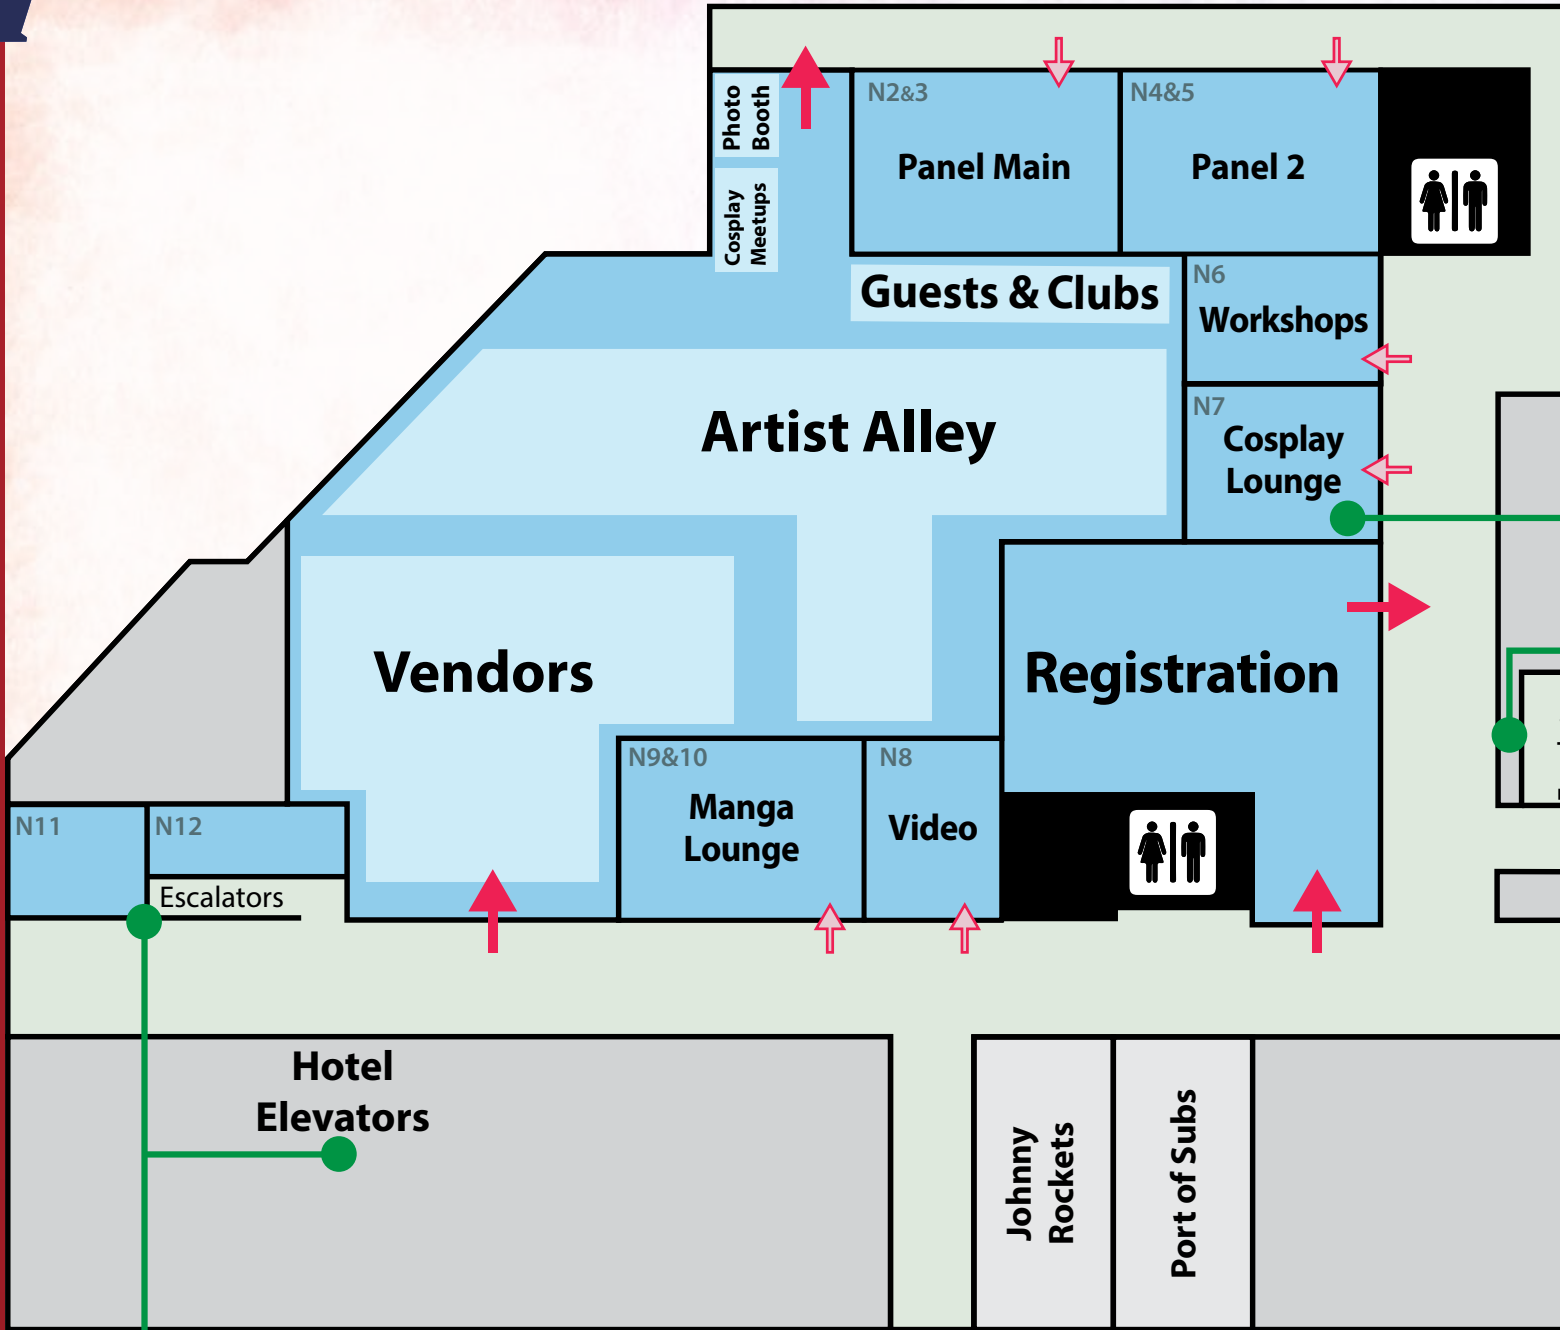 Photo
Booth
Cosplay
Meetups
N2&3
Panel Main
N4&5
Panel 2
Guests & Clubs
N6
Workshops
Artist Alley
N7
Cosplay
Lounge
Vendors
Registration
N9&10
Manga
Lounge
N8
Video
N11
N12
Escalators
Hotel
Elevators
Johnny
Rockets
Port of Subs